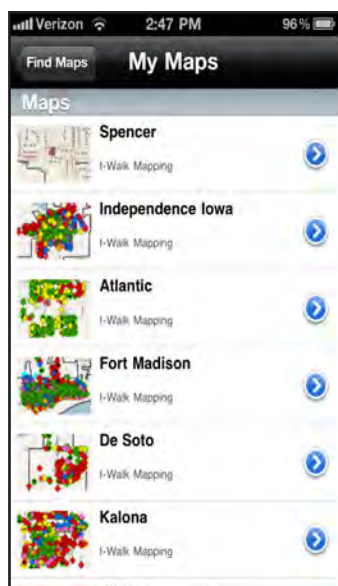 Verizon 2:47 PM 96%
Find Maps My Maps
Maps
Spencer
I-Walk Mapping
Independence Iowa
I-Walk Mapping
Atlantic
I-Walk Mapping
Fort Madison
I-Walk Mapping
De Soto
I-Walk Mapping
Kalona
I-Walk Mapping